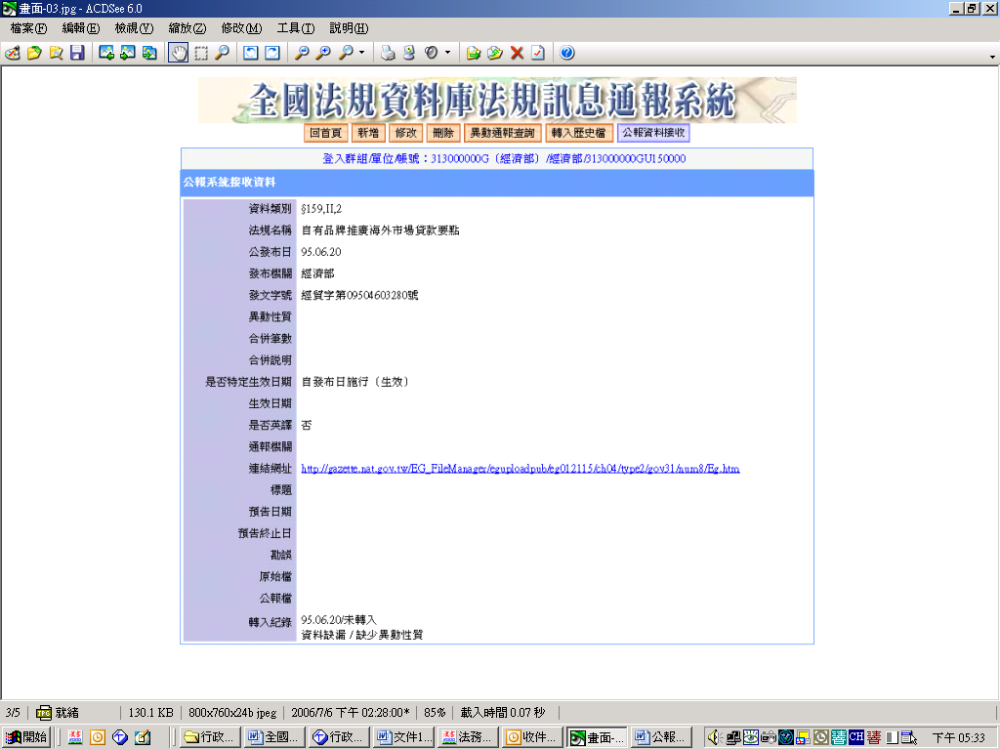 畫面-03.jpg - ACDSee 6.0
檔案(F) 編輯(E) 檢視(V) 縮放(Z) 修改(M) 工具(T) 說明(H)
全國法規資料庫法規訊息通報系統
回首頁 新增 修改 刪除 異動通報查詢 轉入歷史檔 公報資料接收
登入群組/單位/帳號：313000000G（經濟部）/經濟部/313000000GU150000
公報系統接收資料
資料類別 §159,II,2
法規名稱 自有品牌推廣海外市場貸款要點
公發布日 95.06.20
發布機關 經濟部
發文字號 經貿字第09504603280號
異動性質
合併筆數
合併說明
是否特定生效日期 自發布日施行（生效）
生效日期
是否英譯 否
通報機關
連結網址 http://gazette.nat.gov.tw/EG_FileManager/eguploadpub/eg012115/ch04/type2/gov31/num8/Eg.htm
標題
預告日期
預告終止日
勘誤
原始檔
公報檔
轉入紀錄 95.06.20/未轉入
資料缺漏 / 缺少異動性質
3/5 就緒 130.1 KB 800x760x24b jpeg 2006/7/6 下午 02:28:00* 85% 載入時間 0.07 秒
開始 行政... 全國... 行政... 文件1... 法務... 收件... 畫面-... 公報... CH 下午 05:33